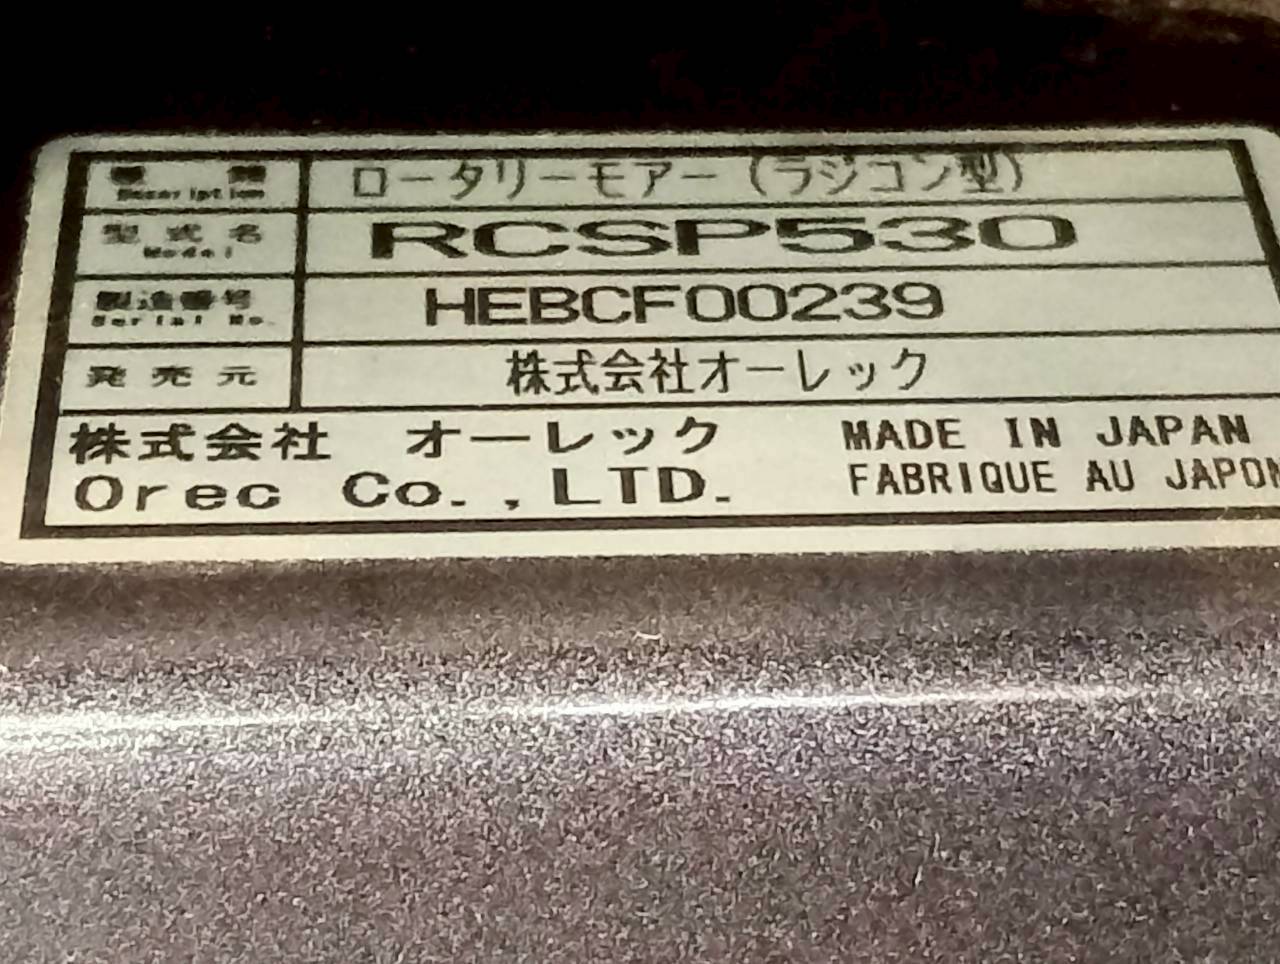 Description ロータリーモアー(ラジコン型)
型式名 Model RCSP530
製造番号 Serial No. HEBCF00239
発売元 株式会社オーレック
株式会社 オーレック MADE IN JAPAN
Orec Co.,LTD. FABRIQUE AU JAPON